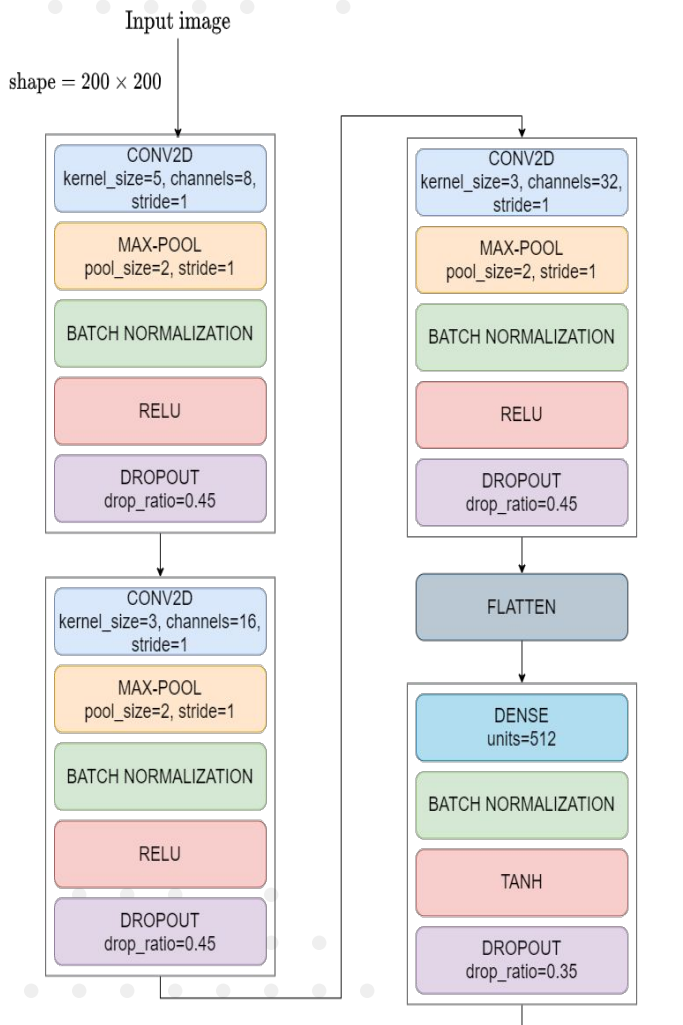 Input image
shape = 200 × 200
CONV2D
kernel_size=5, channels=8,
stride=1
MAX-POOL
pool_size=2, stride=1
BATCH NORMALIZATION
RELU
DROPOUT
drop_ratio=0.45
CONV2D
kernel_size=3, channels=16,
stride=1
MAX-POOL
pool_size=2, stride=1
BATCH NORMALIZATION
RELU
DROPOUT
drop_ratio=0.45
CONV2D
kernel_size=3, channels=32,
stride=1
MAX-POOL
pool_size=2, stride=1
BATCH NORMALIZATION
RELU
DROPOUT
drop_ratio=0.45
FLATTEN
DENSE
units=512
BATCH NORMALIZATION
TANH
DROPOUT
drop_ratio=0.35